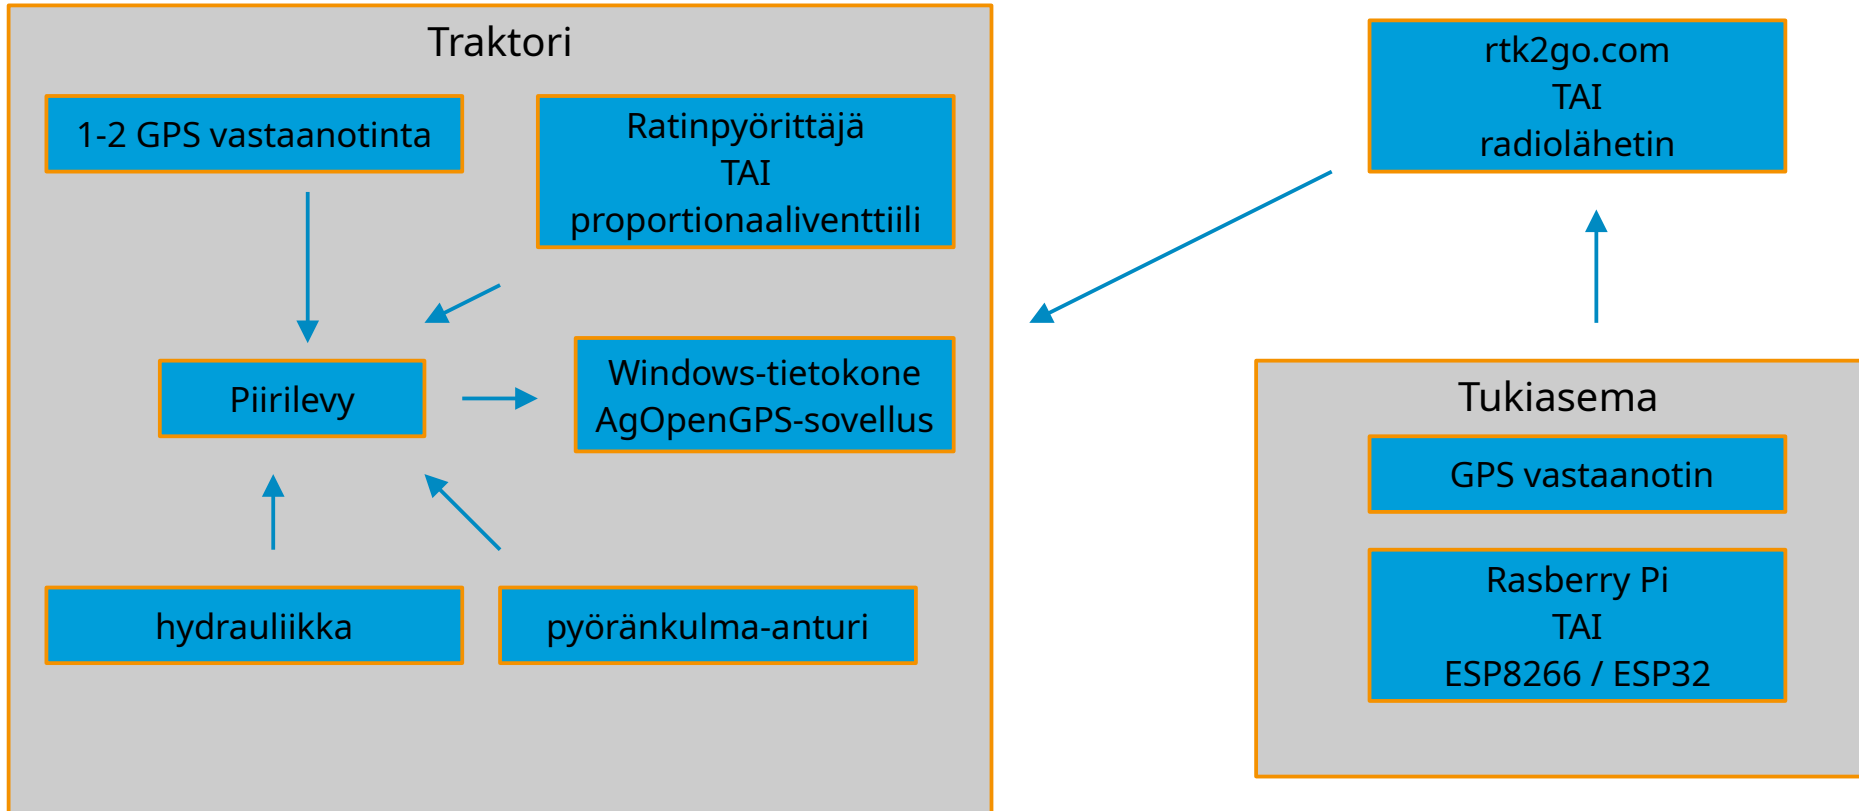 Traktori
1-2 GPS vastaanotinta
Ratinpyörittäjä
TAI
proportionaaliventtiili
Piirilevy
Windows-tietokone
AgOpenGPS-sovellus
hydrauliikka
pyöränkulma-anturi
rtk2go.com
TAI
radiolähetin
Tukiasema
GPS vastaanotin
Rasberry Pi
TAI
ESP8266 / ESP32